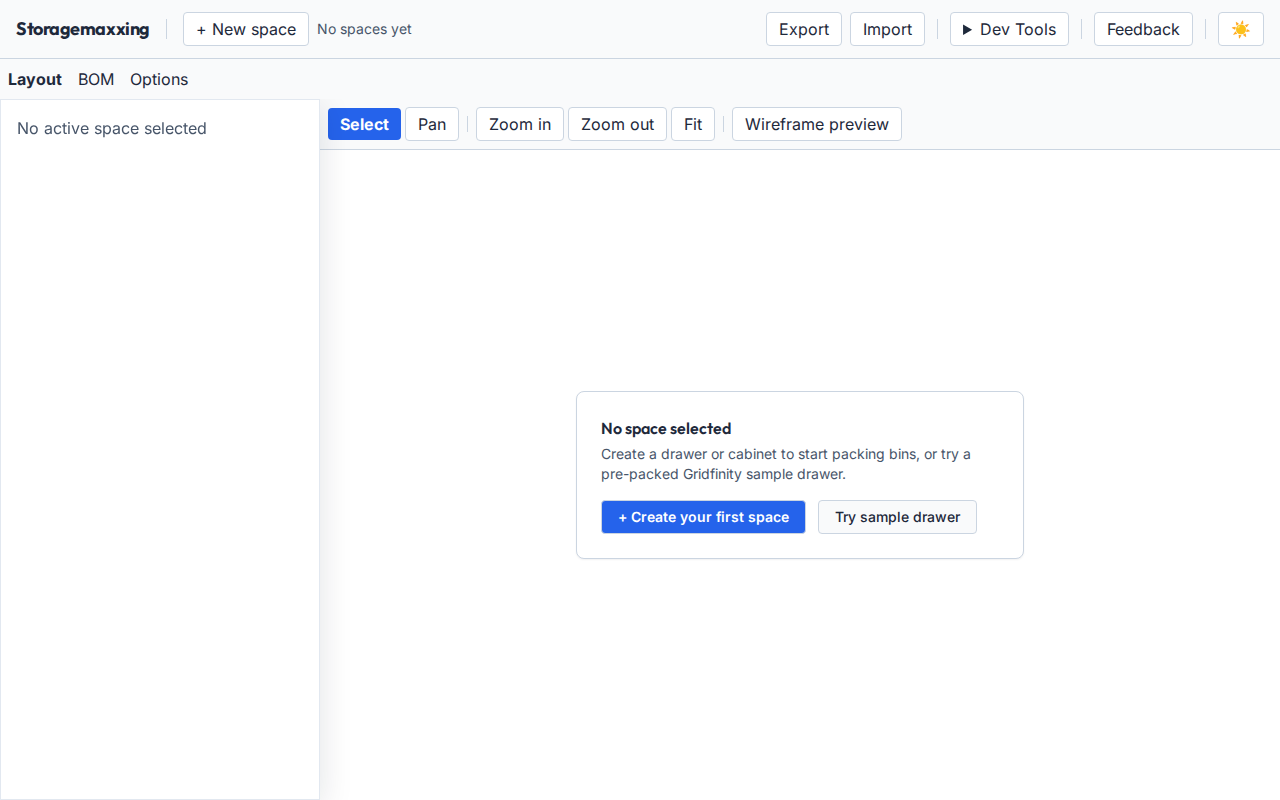 Storagemaxxing
+ New space
No spaces yet
Export
Import
▶ Dev Tools
Feedback
Layout
BOM
Options
No active space selected
Select
Pan
Zoom in
Zoom out
Fit
Wireframe preview
No space selected
Create a drawer or cabinet to start packing bins, or try a
pre-packed Gridfinity sample drawer.
+ Create your first space
Try sample drawer